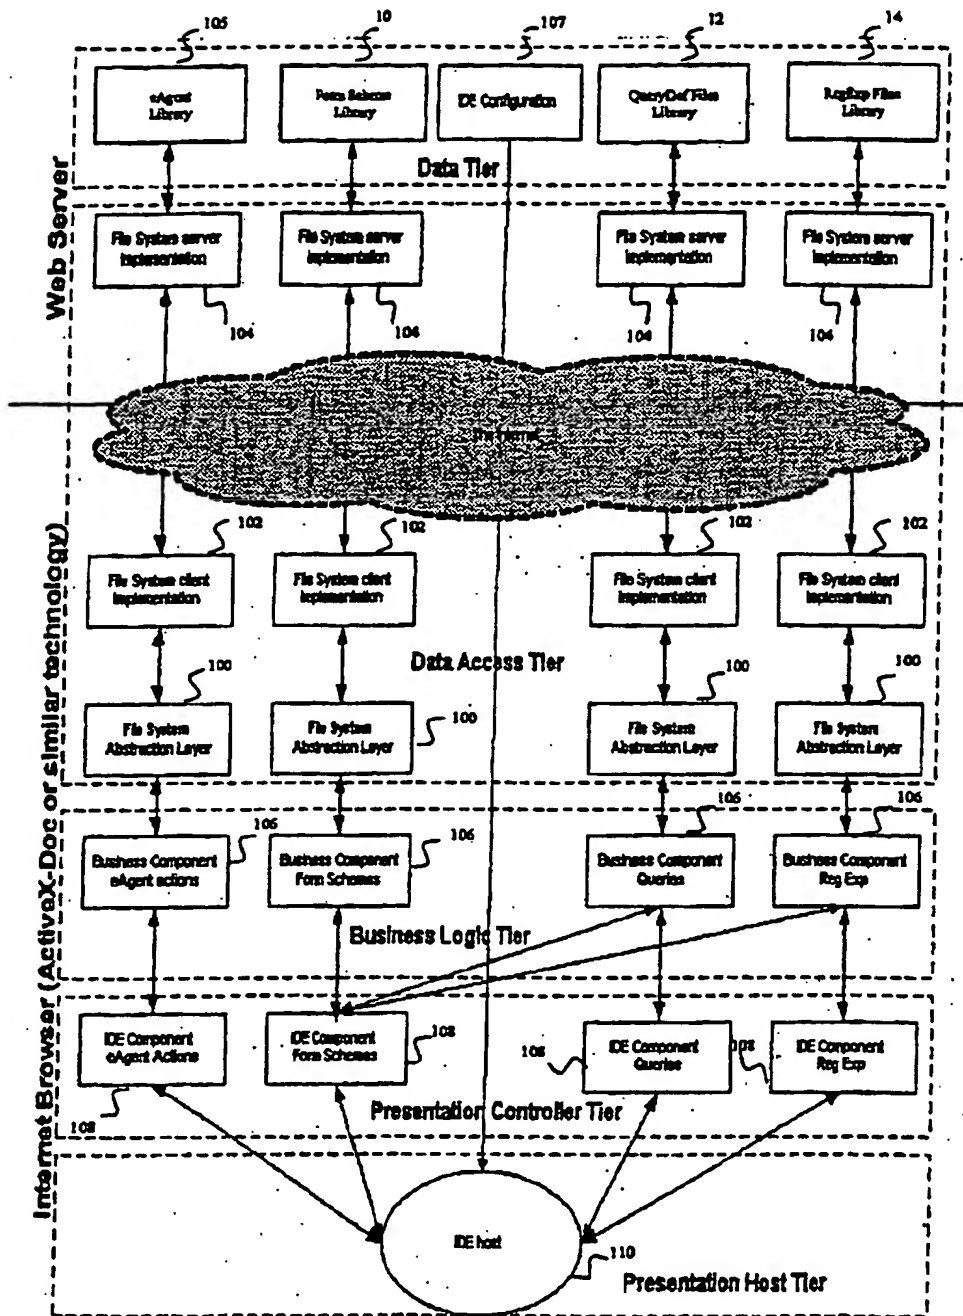 105
10
107
12
14
eAgent
Library
Form Scheme
Library
IDE Configuration
QueryDef Files
Library
RegExp Files
Library
Data Tier
Web Server
File System server
Implementation
File System server
Implementation
File System server
Implementation
File System server
Implementation
104
104
104
104
Internet
102
102
102
102
File System client
Implementation
File System client
Implementation
File System client
Implementation
File System client
Implementation
Data Access Tier
100
100
100
100
File System
Abstraction Layer
File System
Abstraction Layer
File System
Abstraction Layer
File System
Abstraction Layer
Internet Browser (ActiveX-Doc or similar technology)
106
106
106
106
Business Component
eAgent actions
Business Component
Form Schemes
Business Component
Queries
Business Component
Reg Exp
Business Logic Tier
IDE Component
eAgent Actions
IDE Component
Form Schemes
IDE Component
Queries
IDE Component
Reg Exp
108
108
108
108
Presentation Controller Tier
IDE host
110
Presentation Host Tier